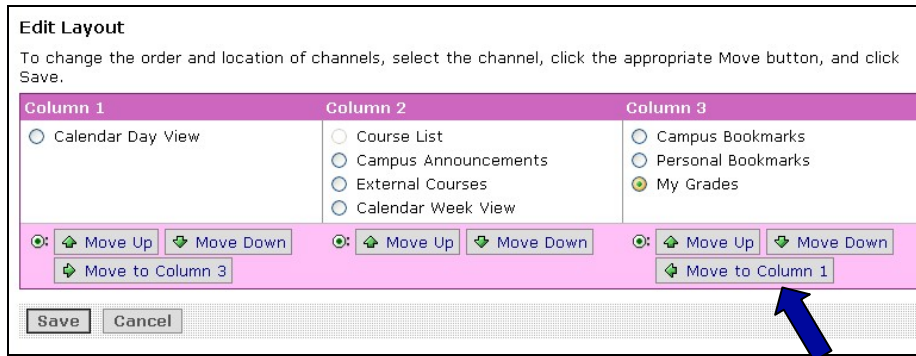 Edit Layout
To change the order and location of channels, select the channel, click the appropriate Move button, and click
Save.
Column 1 Column 2 Column 3
Calendar Day View Course List Campus Bookmarks
Campus Announcements Personal Bookmarks
External Courses My Grades
Calendar Week View
: Move Up Move Down : Move Up Move Down : Move Up Move Down
Move to Column 3 Move to Column 1
Save Cancel